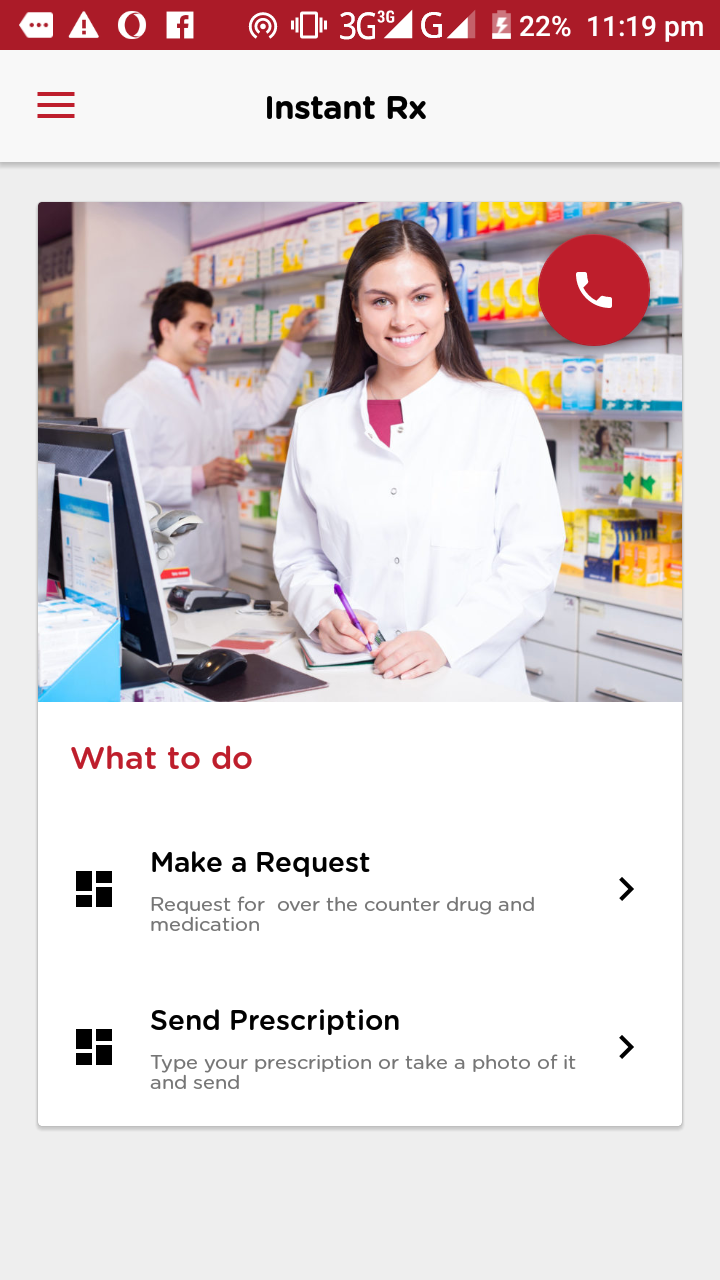 3G 3G G 22% 11:19 pm
Instant Rx
What to do
Make a Request
Request for  over the counter drug and
medication
Send Prescription
Type your prescription or take a photo of it
and send